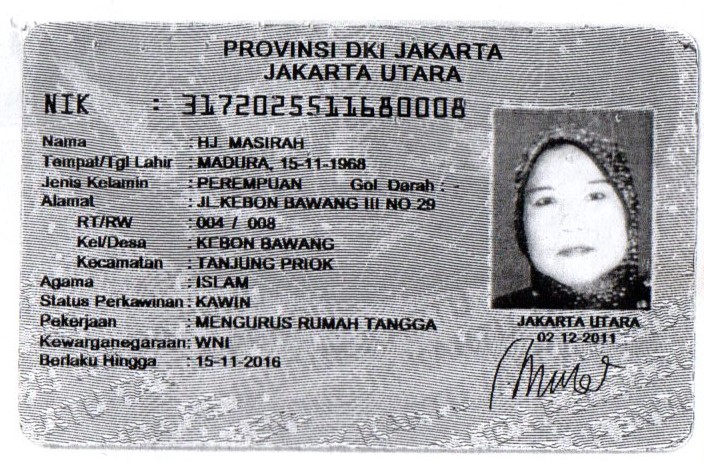 PROVINSI DKI JAKARTA
JAKARTA UTARA
NIK : 3172025511680008
Nama : HJ. MASIRAH
Tempat/Tgl Lahir : MADURA, 15-11-1968
Jenis Kelamin : PEREMPUAN Gol. Darah : -
Alamat : JL.KEBON BAWANG III NO.29
RT/RW : 004 / 008
Kel/Desa : KEBON BAWANG
Kecamatan : TANJUNG PRIOK
Agama : ISLAM
Status Perkawinan : KAWIN
Pekerjaan : MENGURUS RUMAH TANGGA
Kewarganegaraan: WNI
Berlaku Hingga : 15-11-2016
JAKARTA UTARA
02-12-2011